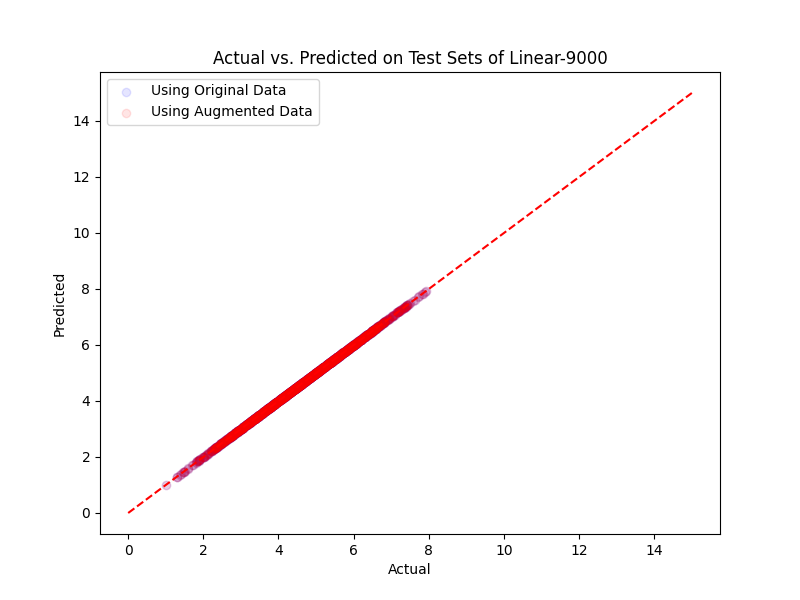 Actual vs. Predicted on Test Sets of Linear-9000
Using Original Data
Using Augmented Data
14
12
10
8
6
4
2
0
Predicted
0 2 4 6 8 10 12 14
Actual